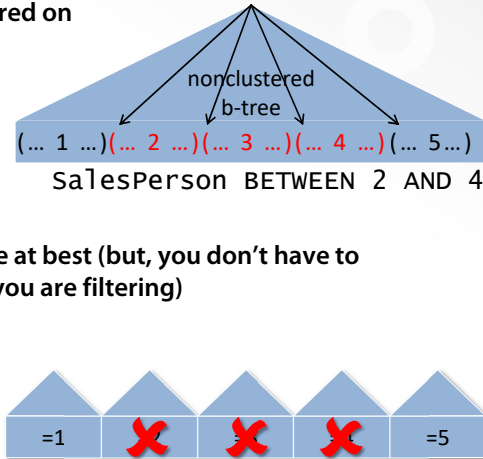 red on
nonclustered
b-tree
(… 1 …)(… 2 …)(… 3 …)(… 4 …)(… 5…)
SalesPerson BETWEEN 2 AND 4
e at best (but, you don’t have to
you are filtering)
=1 =5